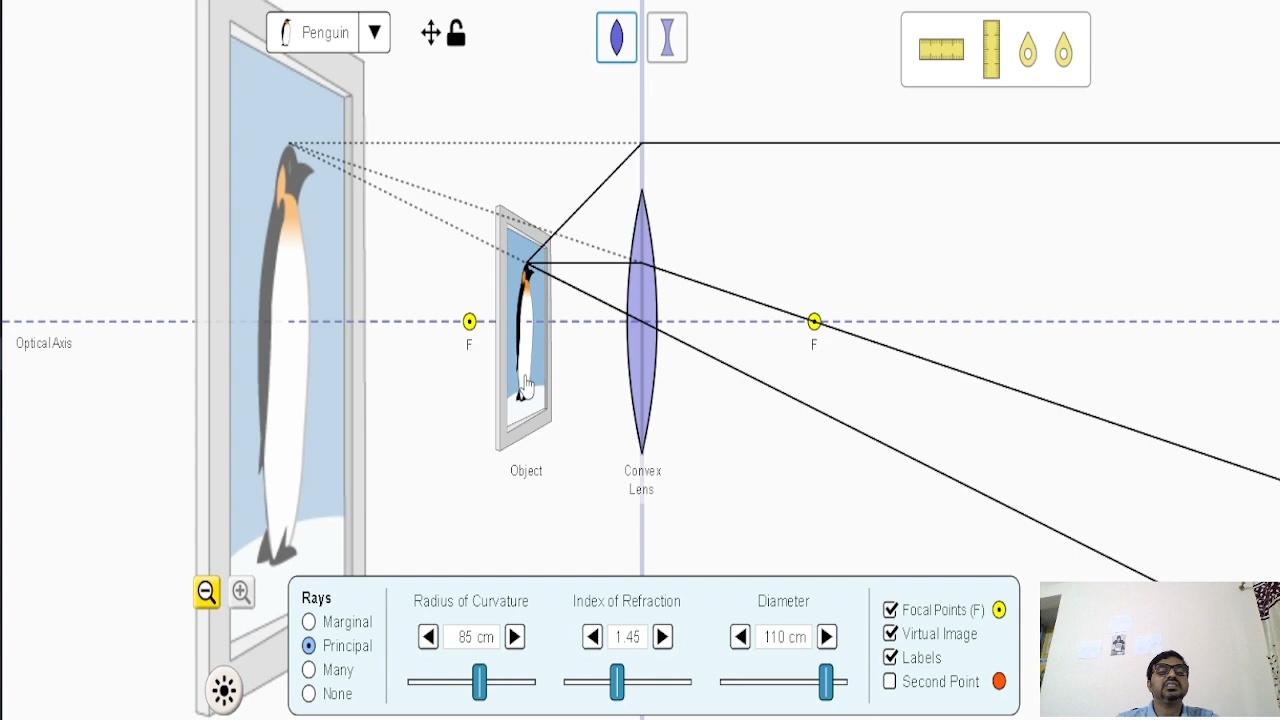 Penguin
Optical Axis
F
F
Object
Convex
Lens
Rays
Marginal
Principal
Many
None
Radius of Curvature
85 cm
Index of Refraction
1.45
Diameter
110 cm
Focal Points (F)
Virtual Image
Labels
Second Point